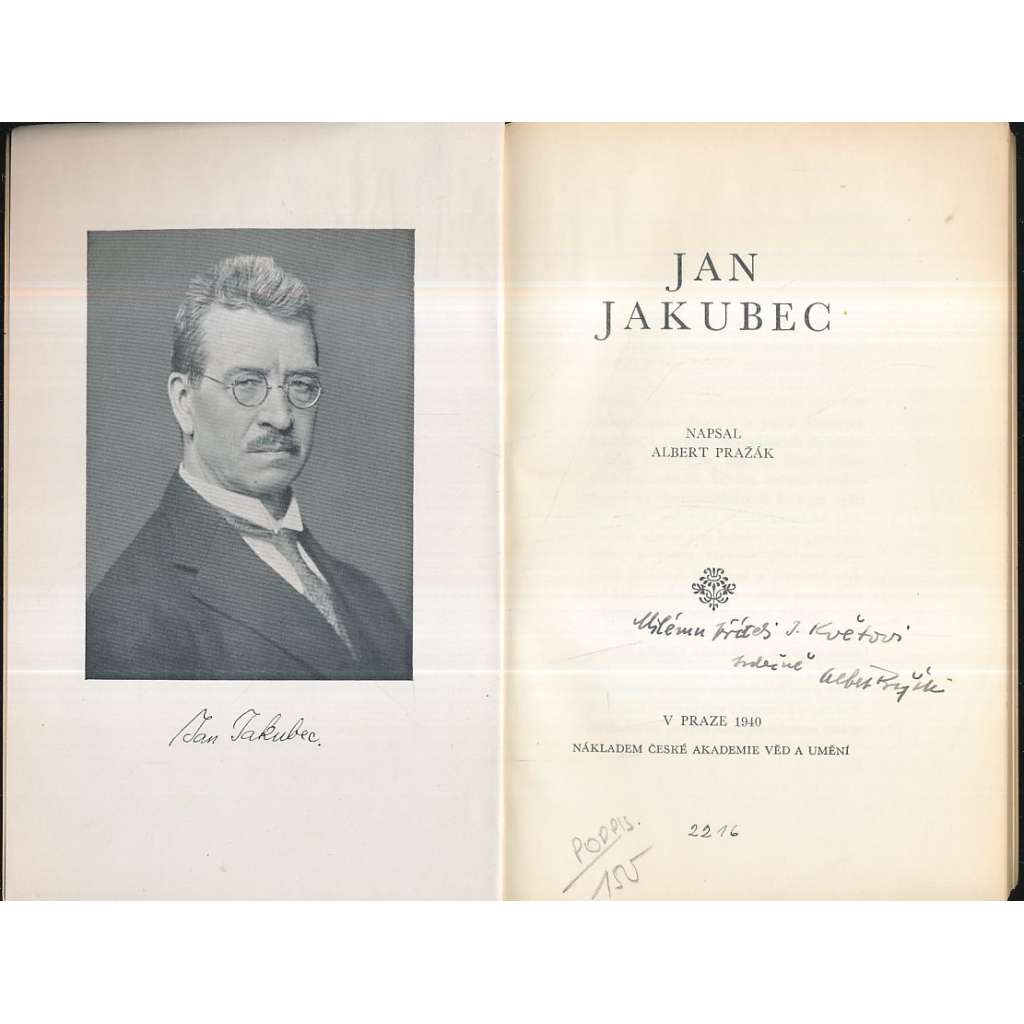 Jan Jakubec.
JAN
JAKUBEC
NAPSAL
ALBERT PRAŽÁK
Milému příteli J. Květovi
srdečně Albert Pražák
V PRAZE 1940
NÁKLADEM ČESKÉ AKADEMIE VĚD A UMĚNÍ
2216
PODPIS.
150